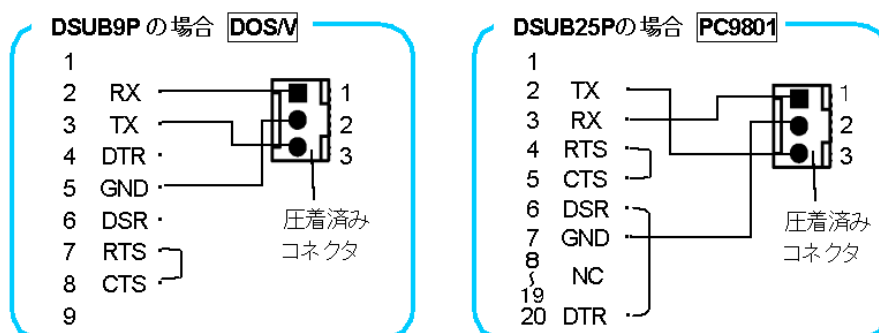 DSUB9P の場合 DOS/V
1
2 RX
3 TX
4 DTR
5 GND
6 DSR
7 RTS
8 CTS
9
1
2
3
圧着済み
コネクタ
DSUB25Pの場合 PC9801
1
2 TX
3 RX
4 RTS
5 CTS
6 DSR
7 GND
8
〜 NC
19
20 DTR
1
2
3
圧着済み
コネクタ